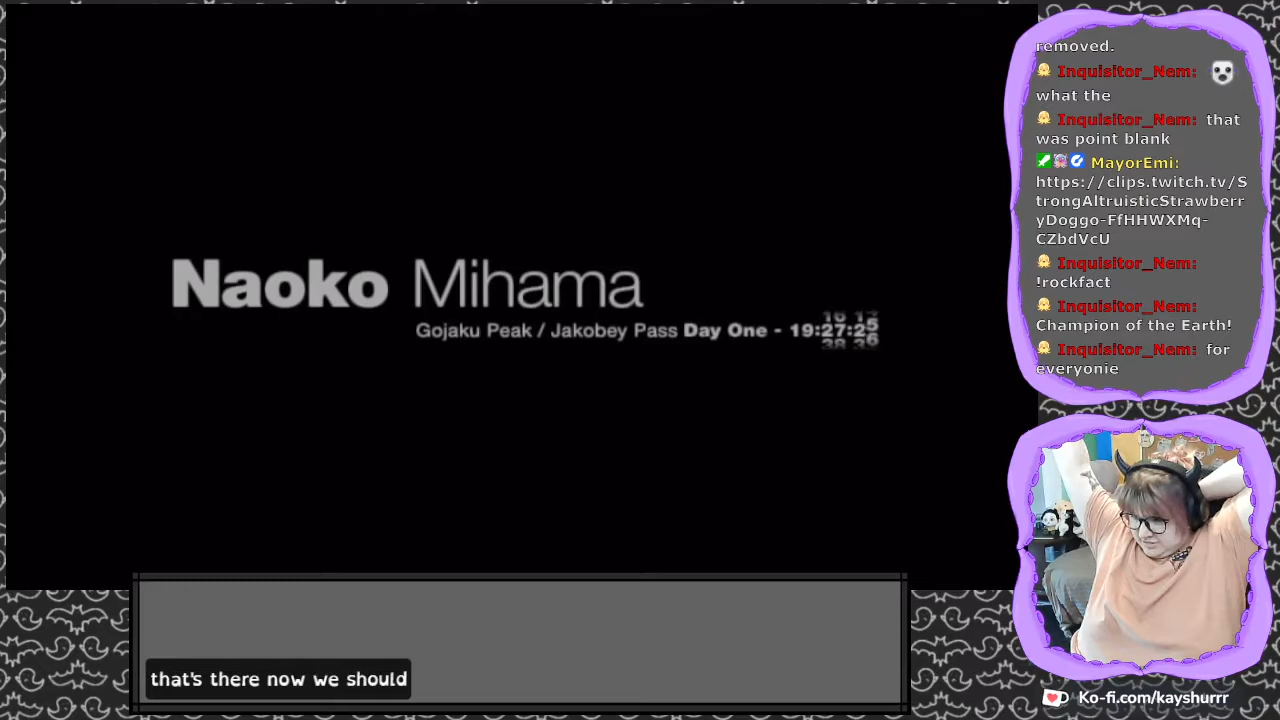 Naoko Mihama
Gojaku Peak / Jakobey Pass Day One - 19:27:25
that's there now we should
removed.
Inquisitor_Nem:
what the
Inquisitor_Nem: that
was point blank
MayorEmi:
https://clips.twitch.tv/S
trongAltruisticStrawberr
yDoggo-FfHHWXMq-
CZbdVcU
Inquisitor_Nem:
!rockfact
Inquisitor_Nem:
Champion of the Earth!
Inquisitor_Nem: for
everyonie
Ko-fi.com/kayshurrr